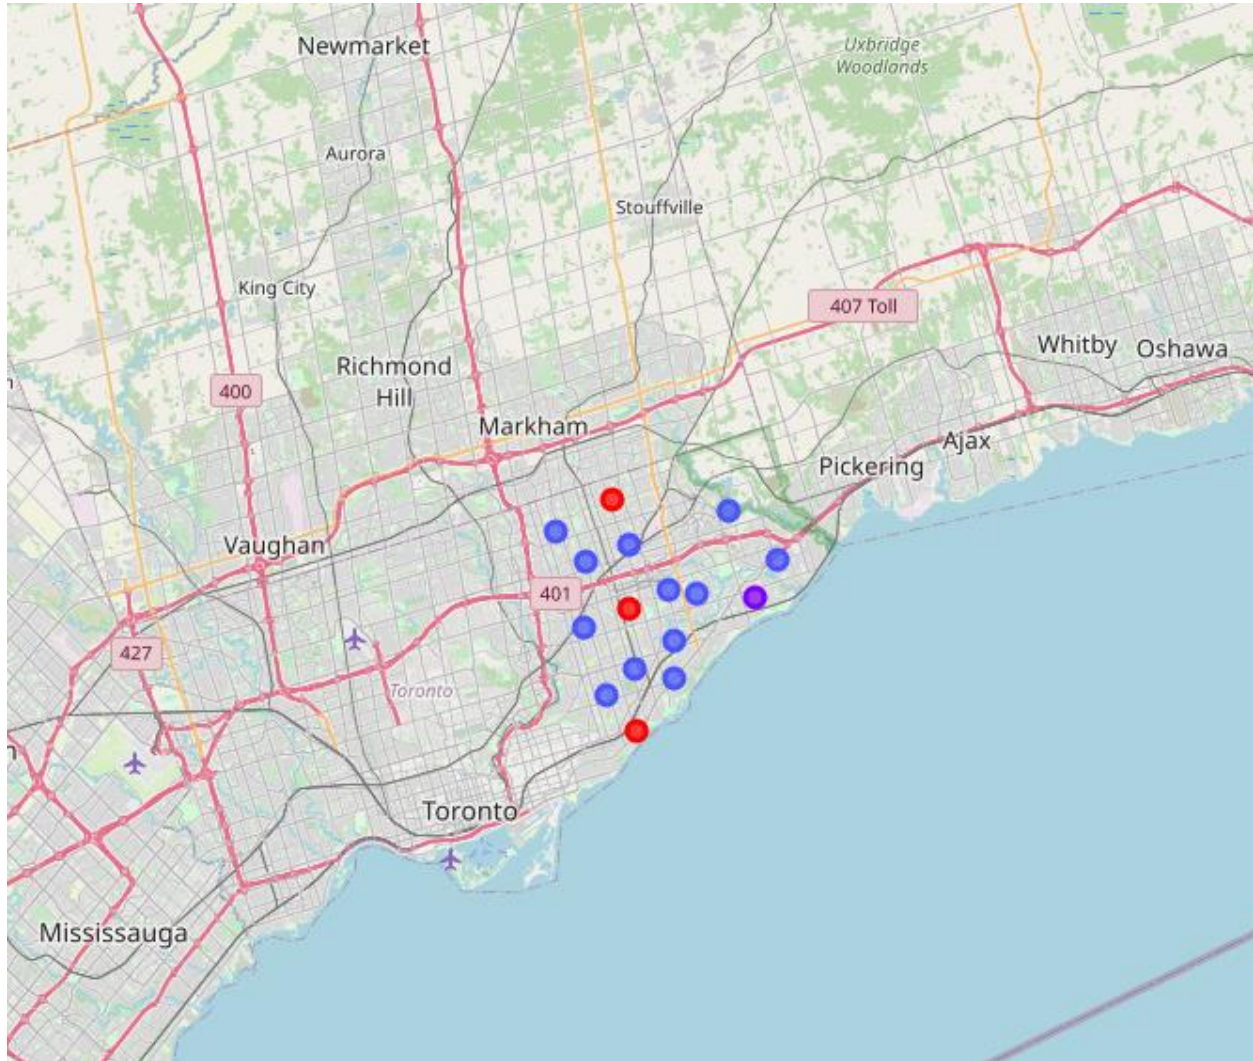 Newmarket
Uxbridge
Woodlands
Aurora
Stouffville
King City
407 Toll
Whitby
Oshawa
Richmond
Hill
400
Markham
Ajax
Pickering
Vaughan
401
427
Toronto
Toronto
Mississauga